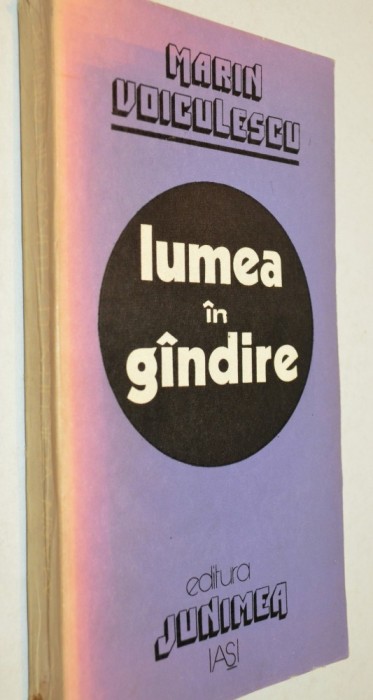 MARIN
VOICULESCU
lumea
în
gîndire
editura
JUNIMEA
IAȘI